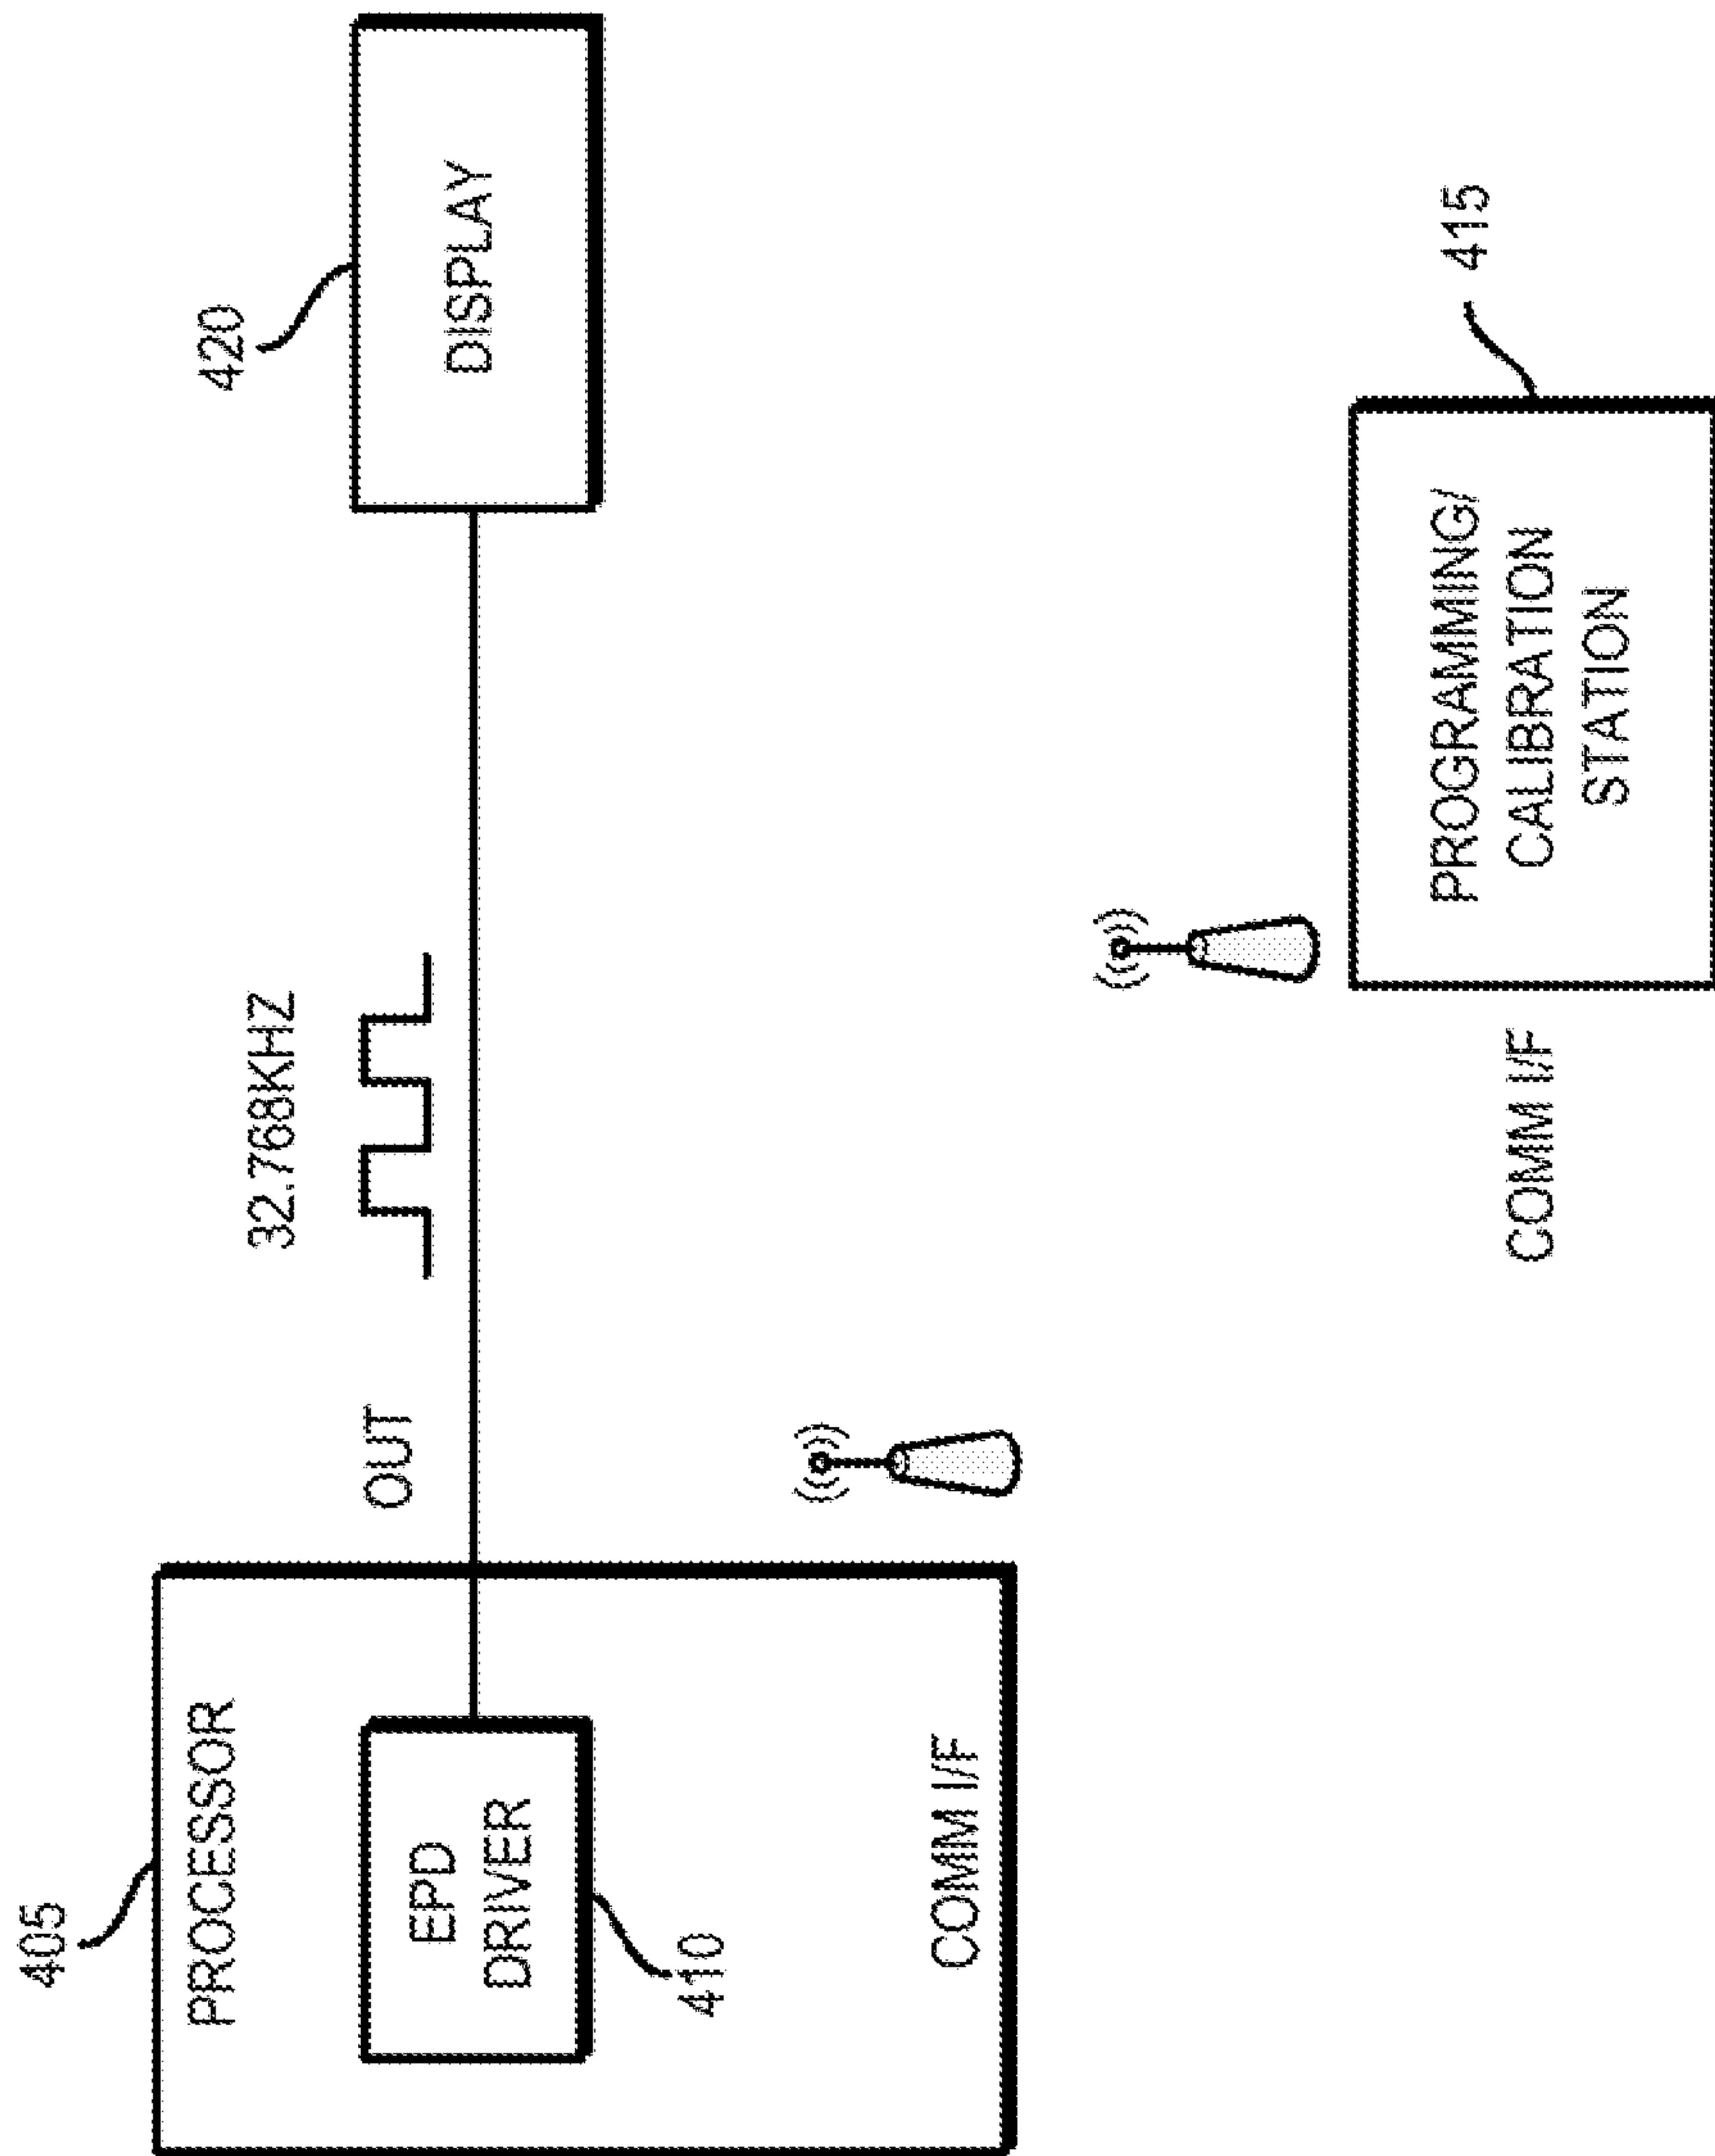 405
PROCESSOR
EPD
DRIVER
410
COMM I/F
OUT
32.768KHZ
420
DISPLAY
COMM I/F
PROGRAMMING/
CALIBRATION
STATION
415